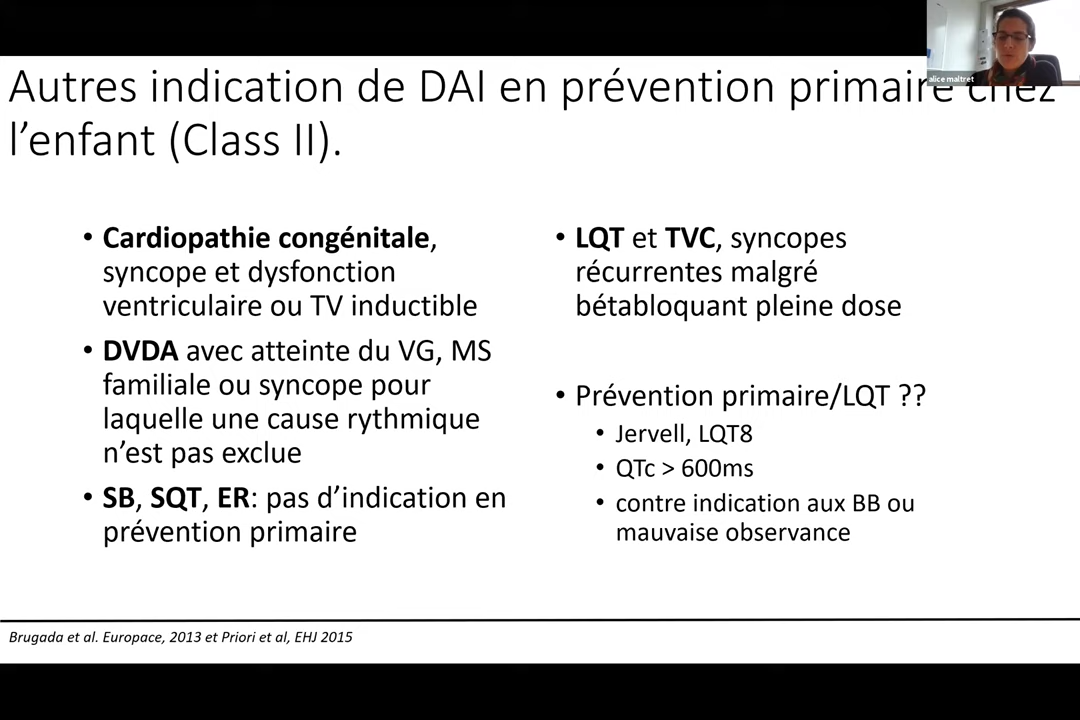 Autres indication de DAI en prévention primaire chez
l’enfant (Class II).
alice maltret
• Cardiopathie congénitale,
syncope et dysfonction
ventriculaire ou TV inductible
• DVDA avec atteinte du VG, MS
familiale ou syncope pour
laquelle une cause rythmique
n’est pas exclue
• SB, SQT, ER: pas d’indication en
prévention primaire
• LQT et TVC, syncopes
récurrentes malgré
bétabloquant pleine dose
• Prévention primaire/LQT ??
• Jervell, LQT8
• QTc > 600ms
• contre indication aux BB ou
mauvaise observance
Brugada et al. Europace, 2013 et Priori et al, EHJ 2015